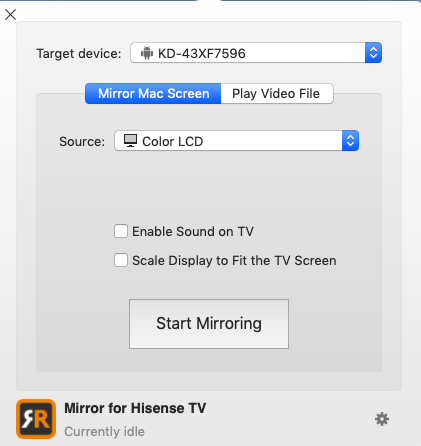 Target device: KD-43XF7596
Mirror Mac Screen Play Video File
Source: Color LCD
Enable Sound on TV
Scale Display to Fit the TV Screen
Start Mirroring
Mirror for Hisense TV
Currently idle